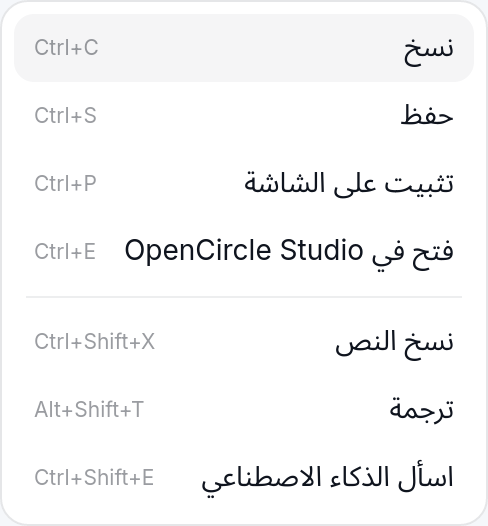 نسخ Ctrl+C
حفظ Ctrl+S
تثبيت على الشاشة Ctrl+P
فتح في OpenCircle Studio Ctrl+E
نسخ النص Ctrl+Shift+X
ترجمة Alt+Shift+T
اسأل الذكاء الاصطناعي Ctrl+Shift+E